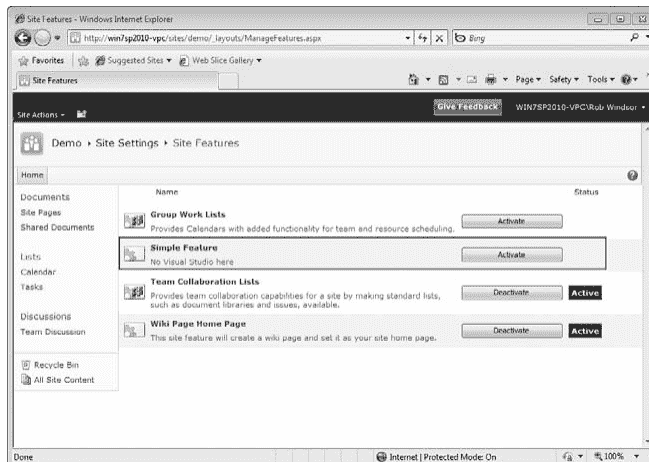 Site Features - Windows Internet Explorer
http://win7sp2010-vpc/sites/demo/_layouts/ManageFeatures.aspx
Bing
Favorites
Suggested Sites
Web Slice Gallery
Site Features
Page
Safety
Tools
Site Actions
Give Feedback
WIN7SP2010-VPC\Rob Windsor
Demo ▸ Site Settings ▸ Site Features
Home
Documents
Site Pages
Shared Documents
Lists
Calendar
Tasks
Discussions
Team Discussion
Recycle Bin
All Site Content
Name
Status
Group Work Lists
Provides Calendars with added functionality for team and resource scheduling.
Activate
Simple Feature
No Visual Studio here
Activate
Team Collaboration Lists
Provides team collaboration capabilities for a site by making standard lists,
such as document libraries and issues, available.
Deactivate
Active
Wiki Page Home Page
This site feature will create a wiki page and set it as your site home page.
Deactivate
Active
Done
Internet | Protected Mode: On
100%